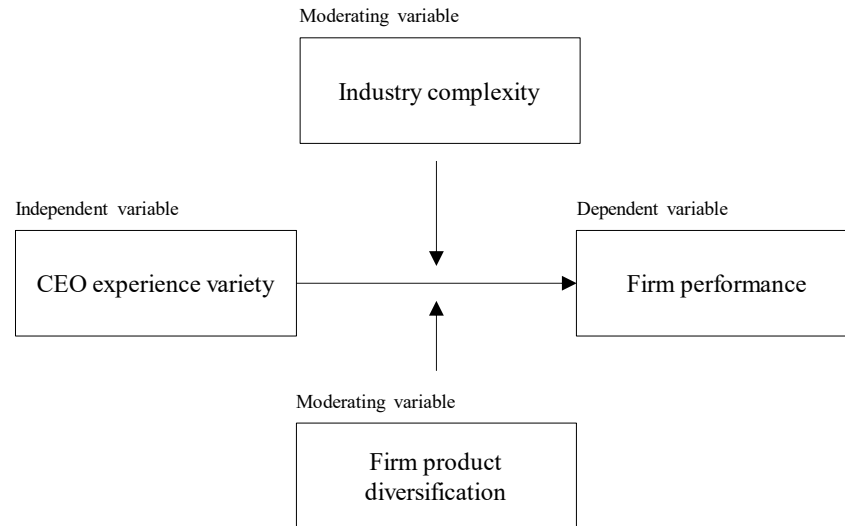 Moderating variable
Industry complexity
Independent variable
CEO experience variety
Dependent variable
Firm performance
Moderating variable
Firm product
diversification